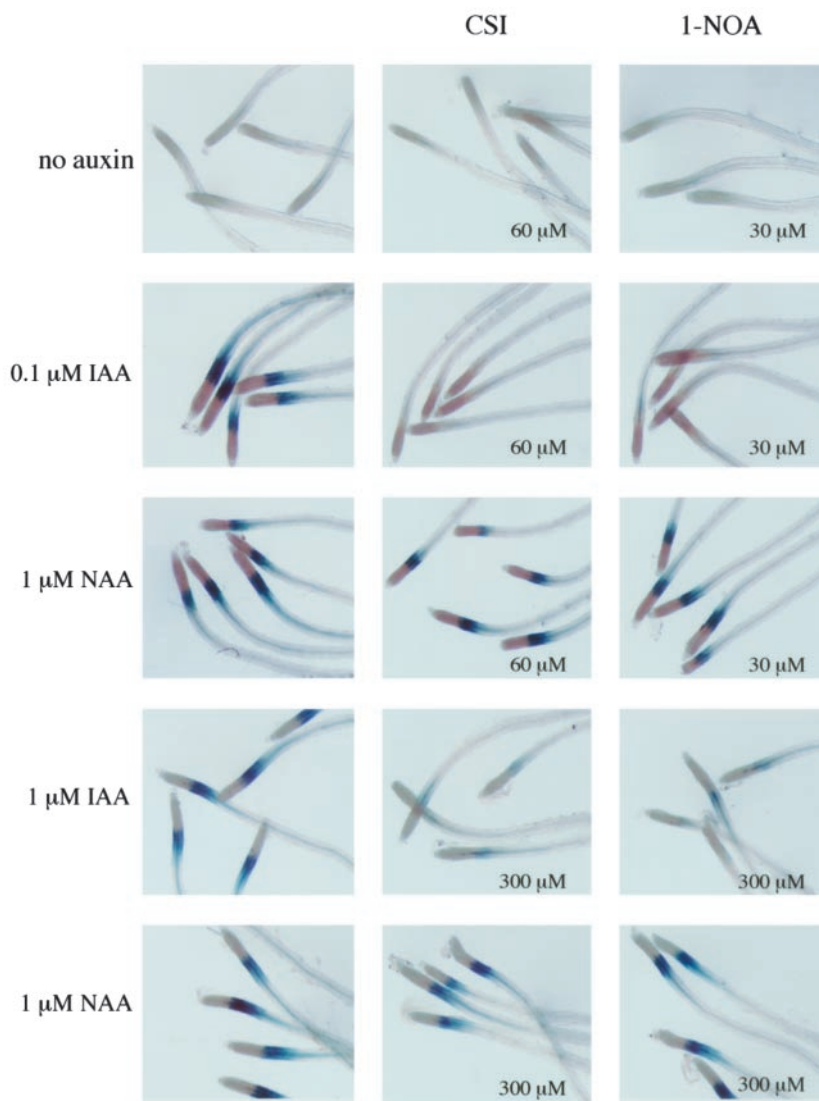 CSI 1-NOA
no auxin
60 µM 30 µM
0.1 µM IAA
60 µM 30 µM
1 µM NAA
60 µM 30 µM
1 µM IAA
300 µM 300 µM
1 µM NAA
300 µM 300 µM